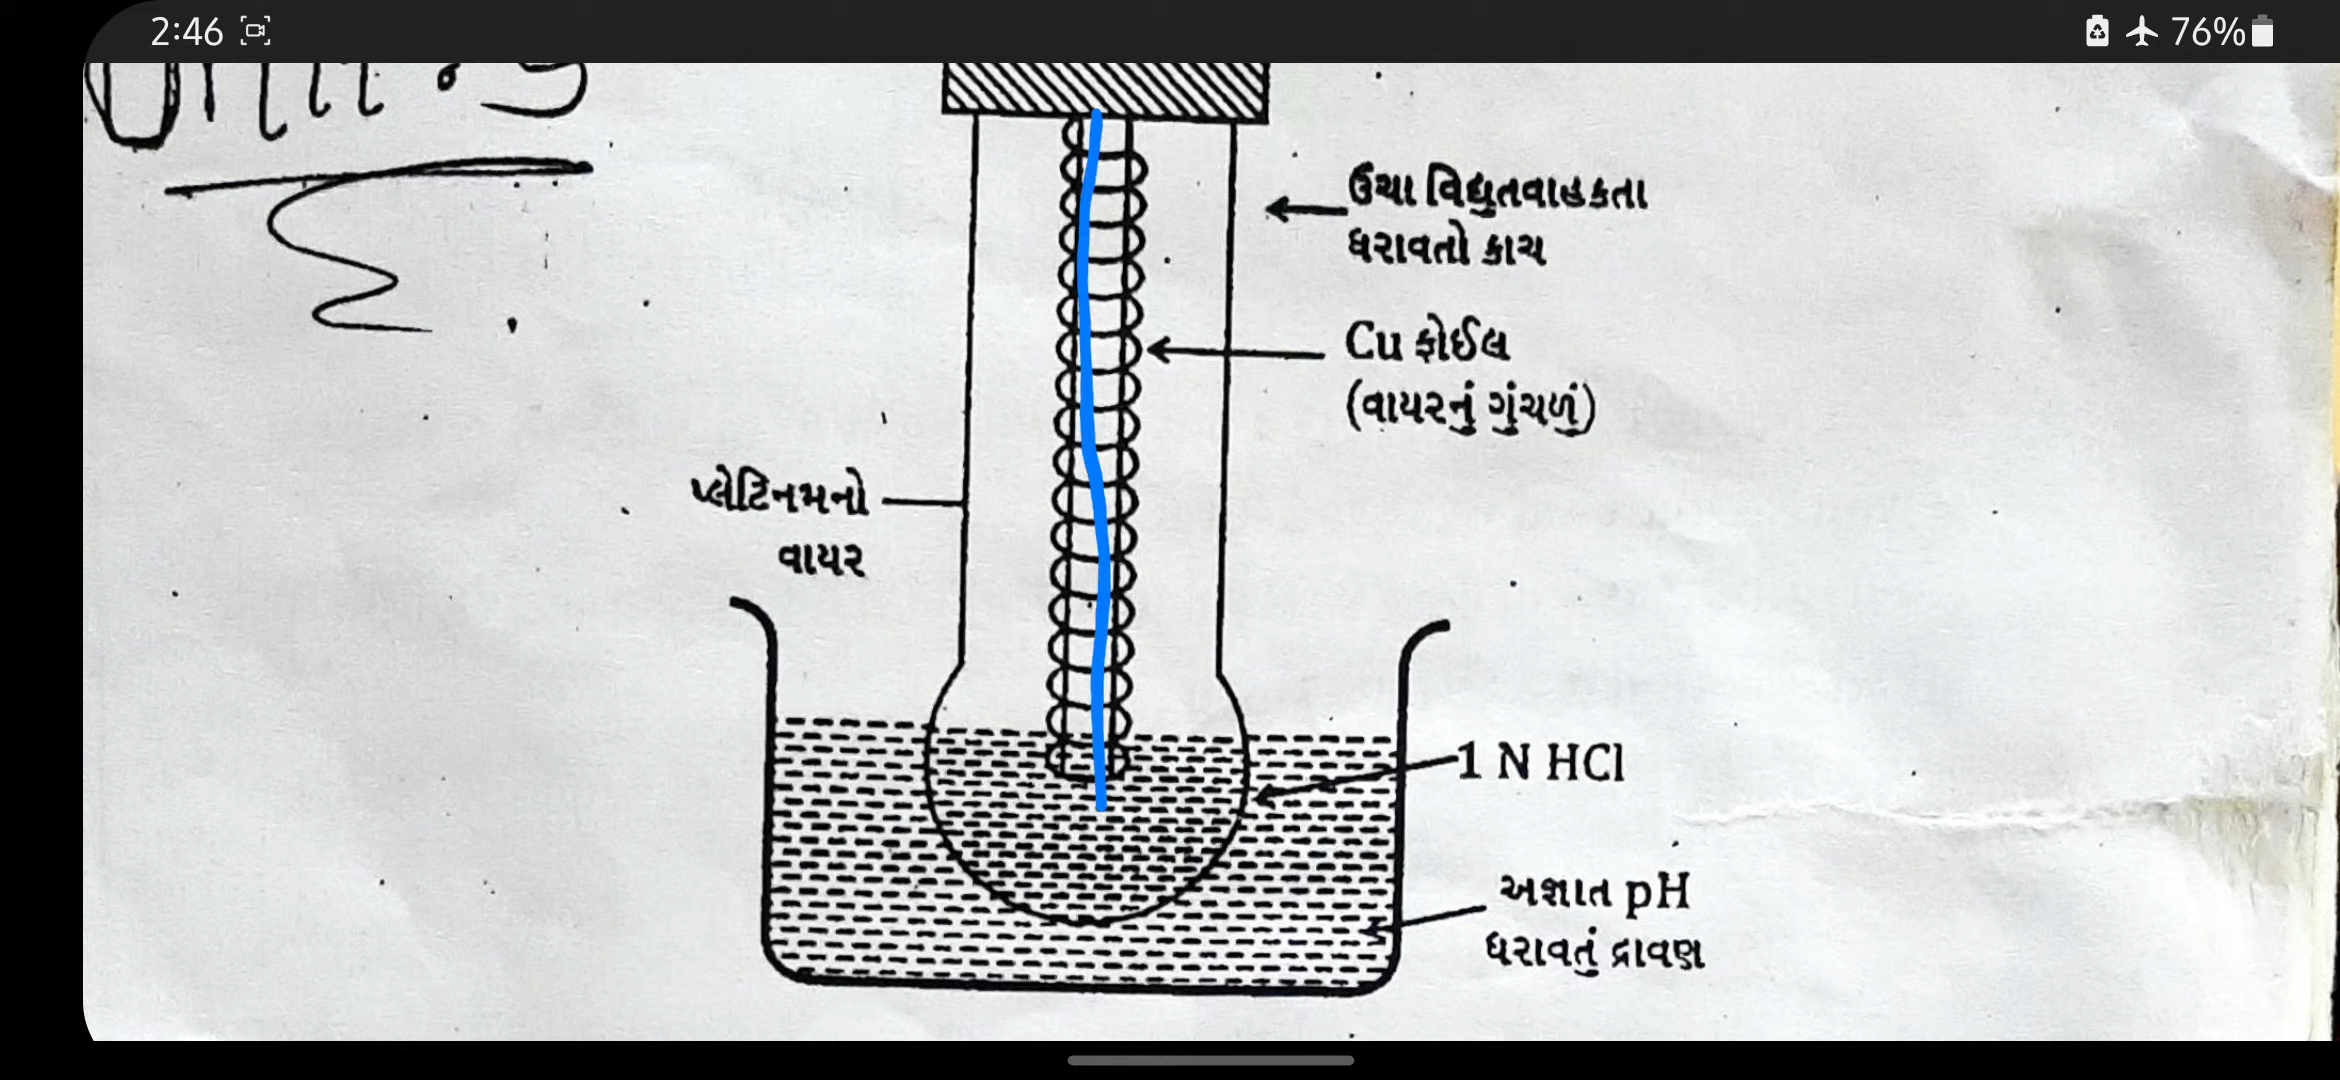 2:46
76%
ઉંચા વિદ્યુતવાહકતા
ધરાવતો કાચ
Cu ફોઈલ
(વાયરનું ગુંચળું)
પ્લેટિનમનો
વાયર
1 N HCl
અજ્ઞાત pH
ધરાવતું દ્રાવણ